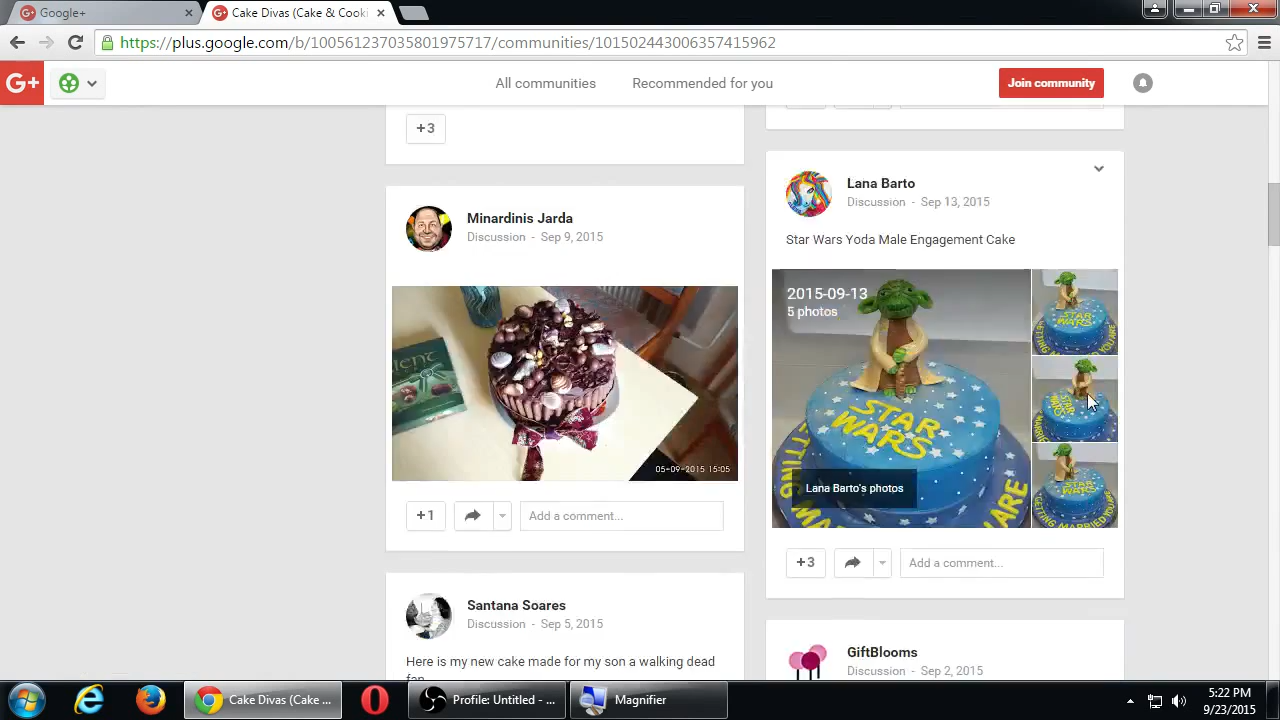 Google+
Cake Divas (Cake & Cooki
https://plus.google.com/b/100561237035801975717/communities/101502443006357415962
G+
All communities
Recommended for you
Join community
+3
Minardinis Jarda
Discussion - Sep 9, 2015
05-09-2015 15:05
+1
Add a comment...
Santana Soares
Discussion - Sep 5, 2015
Here is my new cake made for my son a walking dead
fan
Lana Barto
Discussion - Sep 13, 2015
Star Wars Yoda Male Engagement Cake
2015-09-13
5 photos
STAR
WARS
Lana Barto's photos
+3
Add a comment...
GiftBlooms
Discussion - Sep 2, 2015
Cake Divas (Cake ...
Profile: Untitled - ...
Magnifier
5:22 PM
9/23/2015